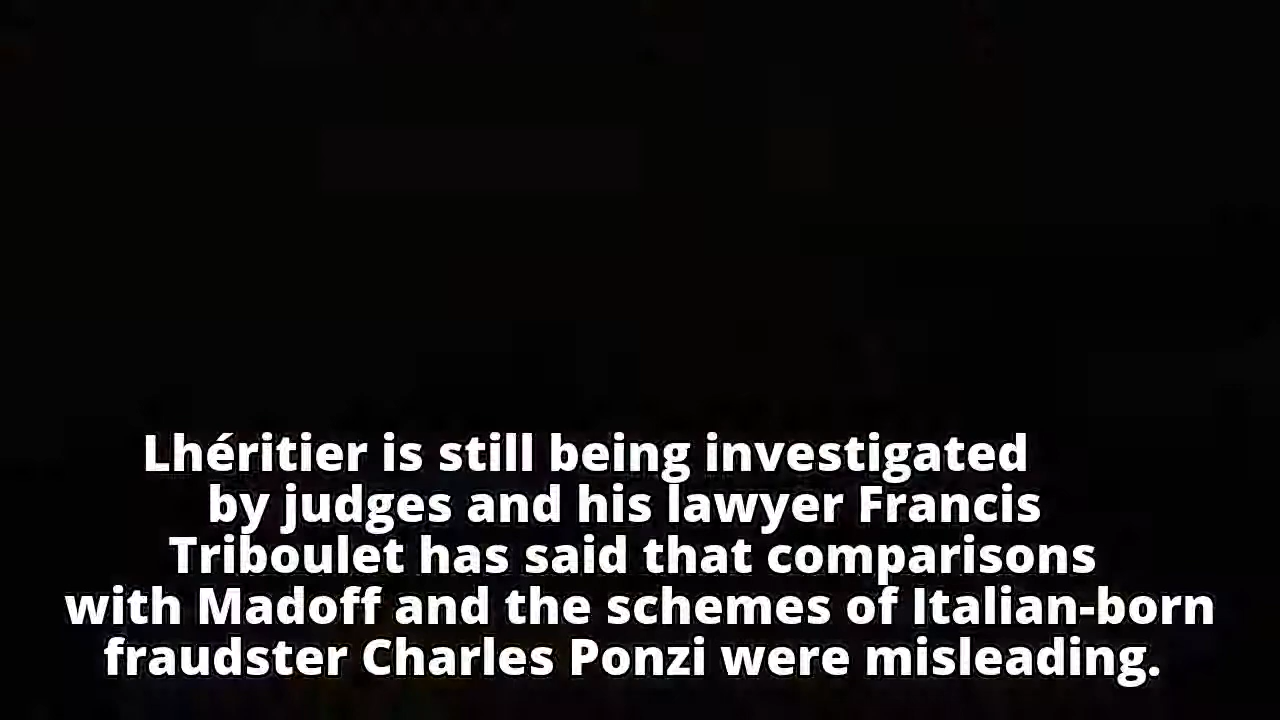 Lhéritier is still being investigated
by judges and his lawyer Francis
Triboulet has said that comparisons
with Madoff and the schemes of Italian-born
fraudster Charles Ponzi were misleading.